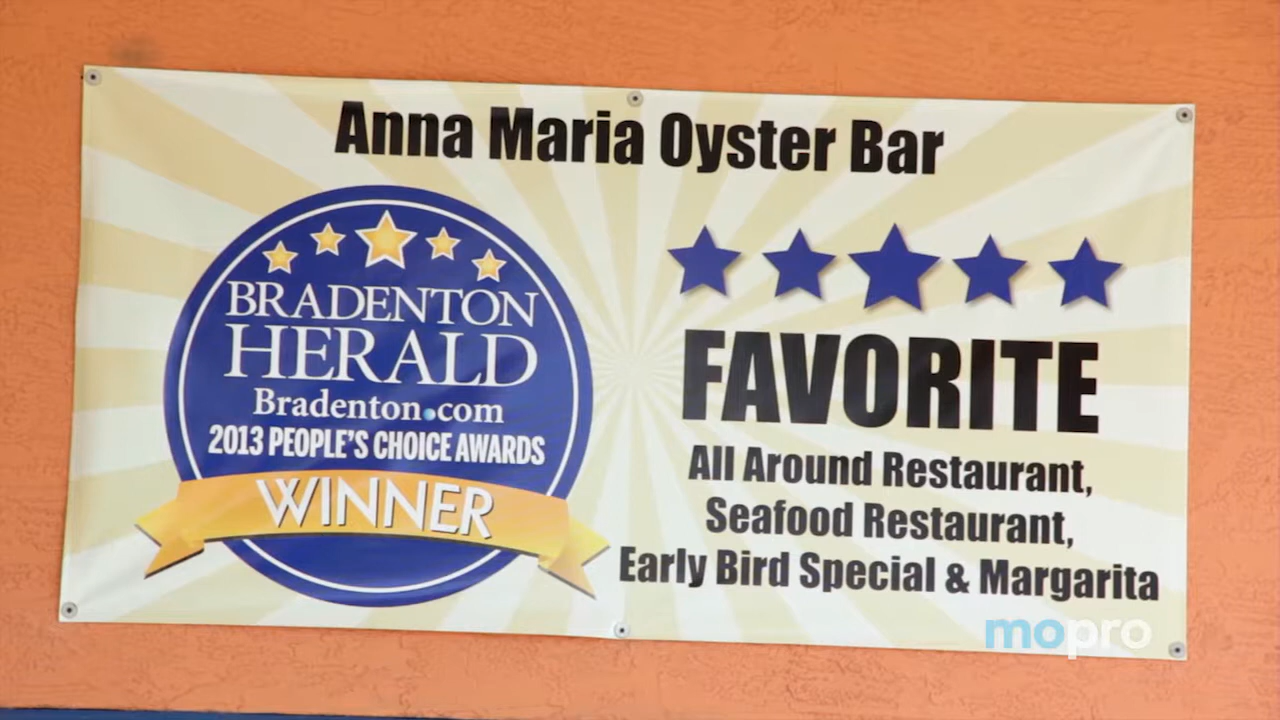 Anna Maria Oyster Bar
BRADENTON
HERALD
Bradenton.com
2013 PEOPLE'S CHOICE AWARDS
WINNER
FAVORITE
All Around Restaurant,
Seafood Restaurant,
Early Bird Special & Margarita
mopro